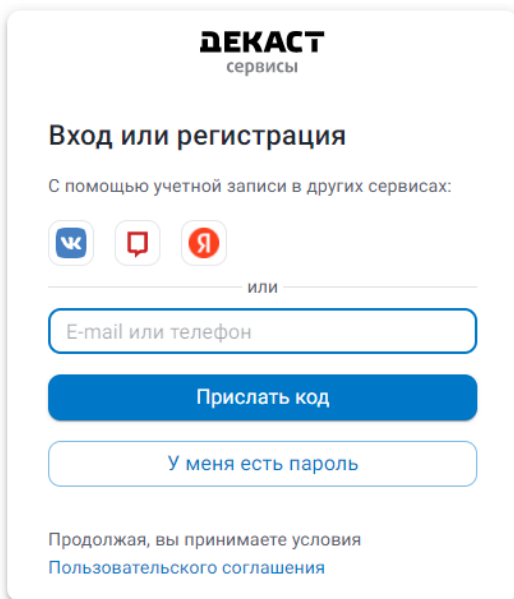 ДЕКАСТ
сервисы
Вход или регистрация
С помощью учетной записи в других сервисах:
Я
или
E-mail или телефон
Прислать код
У меня есть пароль
Продолжая, вы принимаете условия
Пользовательского соглашения